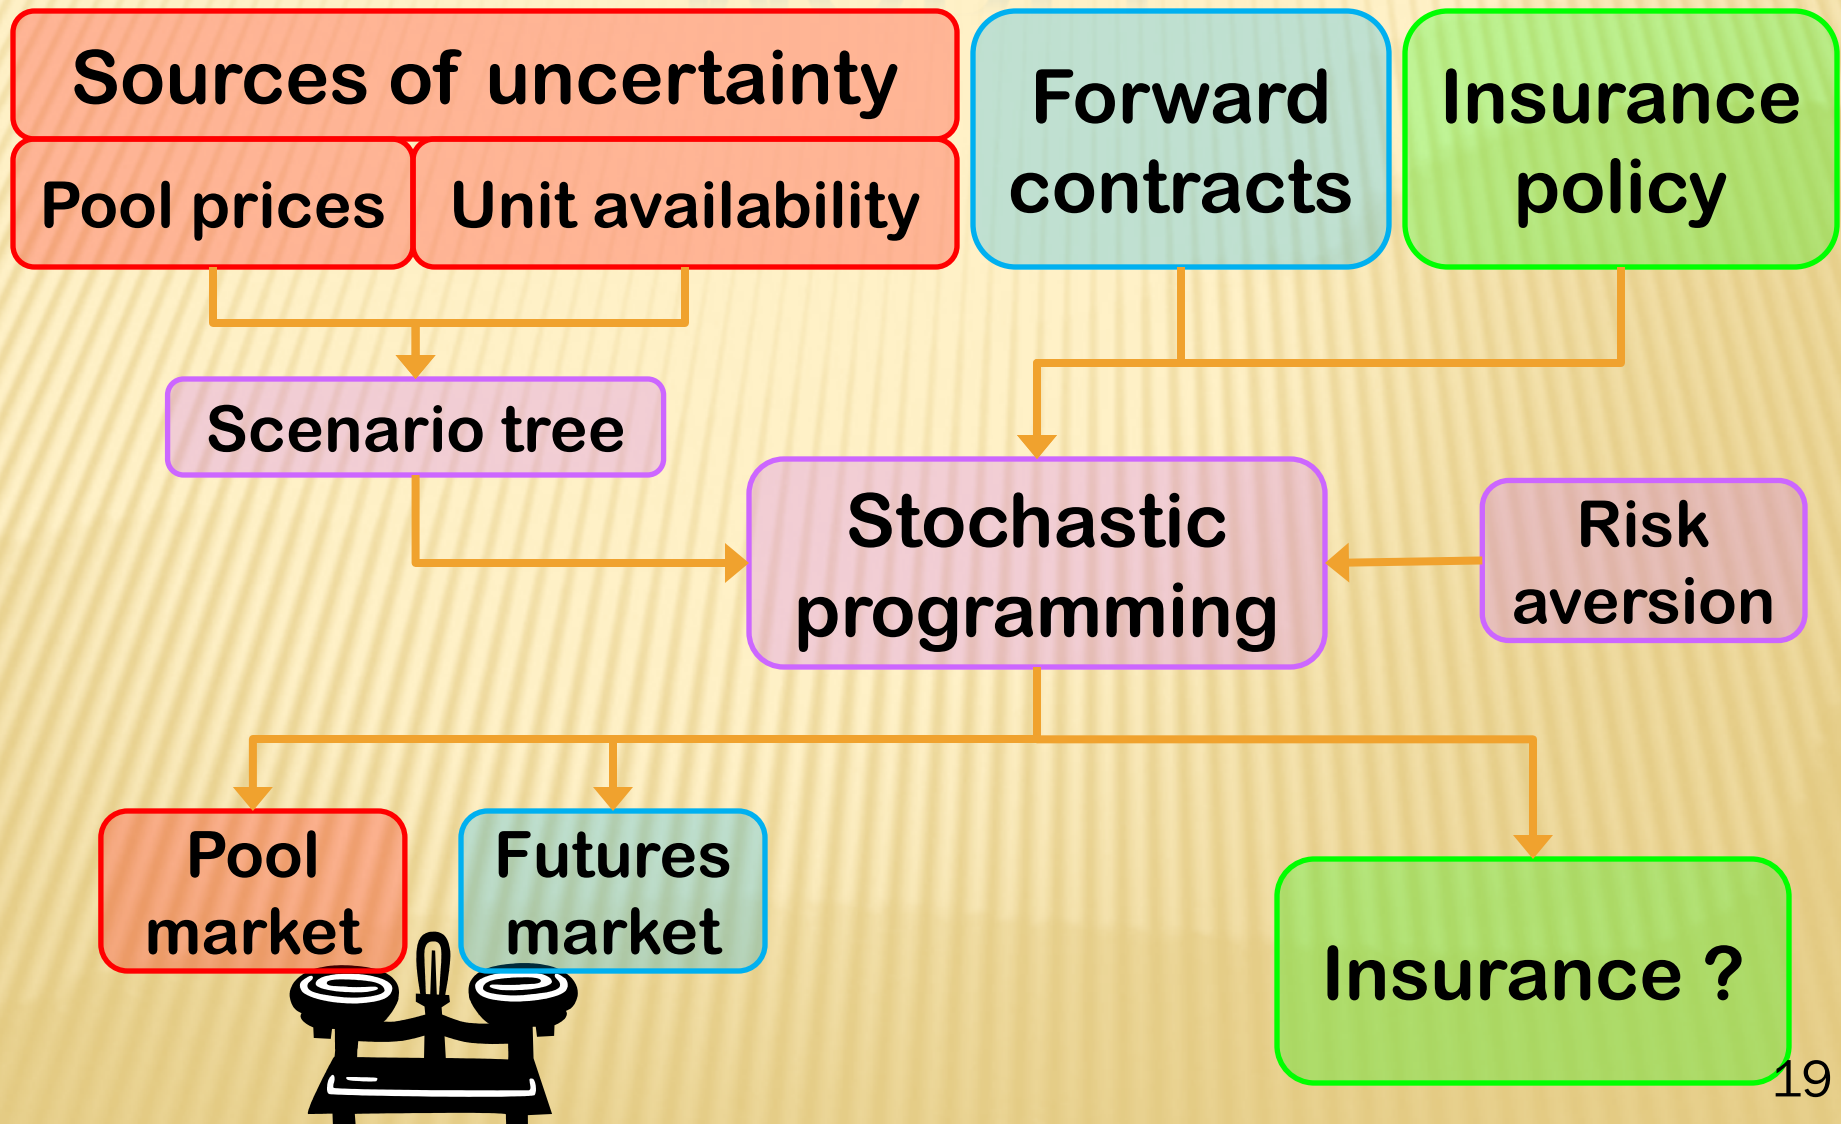 Sources of uncertainty
Pool prices
Unit availability
Forward
contracts
Insurance
policy
Scenario tree
Stochastic
programming
Risk
aversion
Pool
market
Futures
market
Insurance ?
19